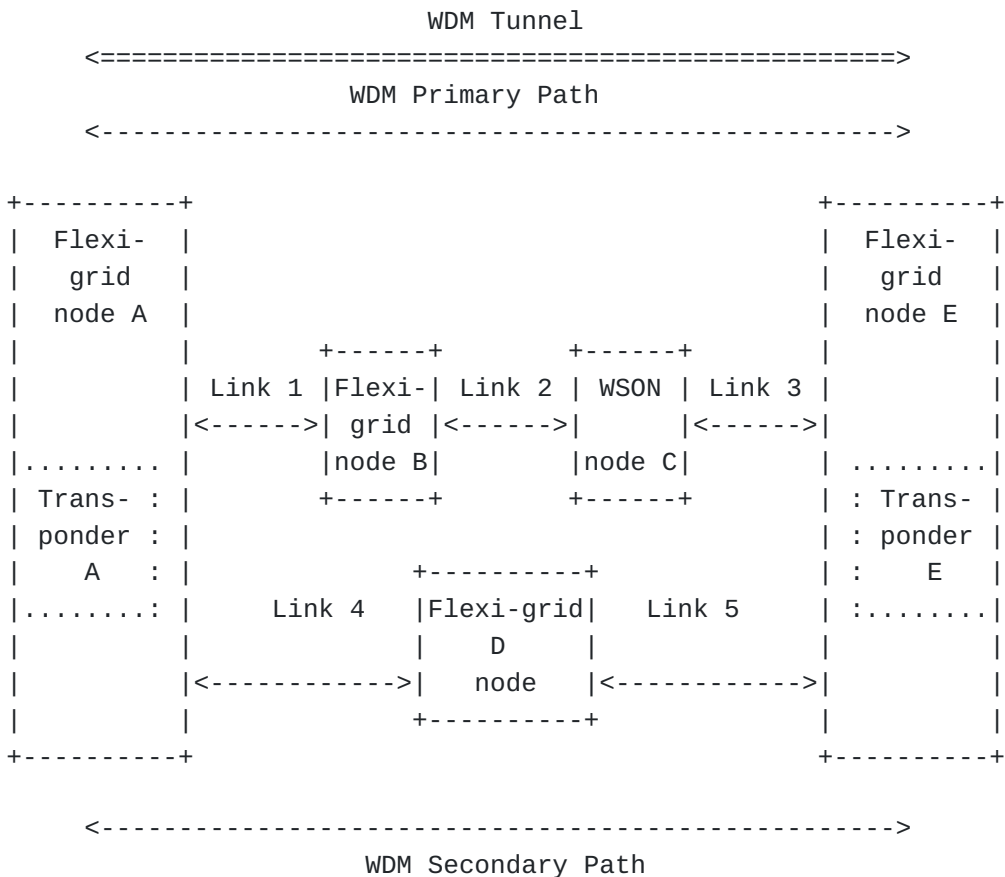 WDM Tunnel
     <===================================================>
                      WDM Primary Path
     <--------------------------------------------------->

+----------+                                        +----------+
|  Flexi-  |                                        |  Flexi-  |
|   grid   |                                        |   grid   |
|  node A  |                                        |  node E  |
|          |        +------+        +------+        |          |
|          | Link 1 |Flexi-| Link 2 | WSON | Link 3 |          |
|          |<------>| grid |<------>|      |<------>|          |
|......... |        |node B|        |node C|        | .........|
| Trans- : |        +------+        +------+        | : Trans- |
| ponder : |                                        | : ponder |
|    A   : |              +----------+              | :    E   |
|........: |     Link 4   |Flexi-grid|   Link 5     | :........|
|          |              |    D     |              |          |
|          |<------------>|   node   |<------------>|          |
|          |              +----------+              |          |
+----------+                                        +----------+

     <--------------------------------------------------->
                       WDM Secondary Path